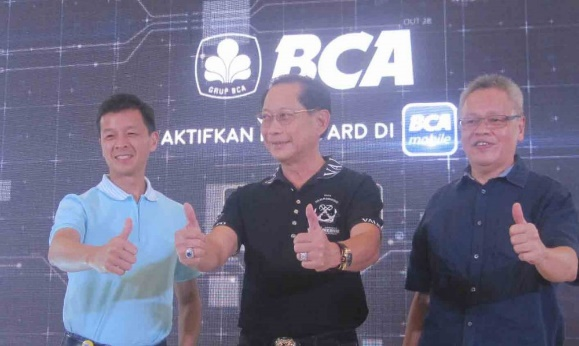 BCA
GRUP BCA
AKTIFKAN
ARD DI
BCA
mobile